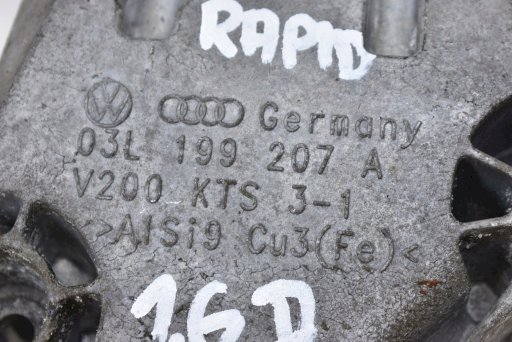 RAPID
Germany
03L 199 207 A
V200 KTS 3-1
>AlSi9 Cu3(Fe)<
1.6 D